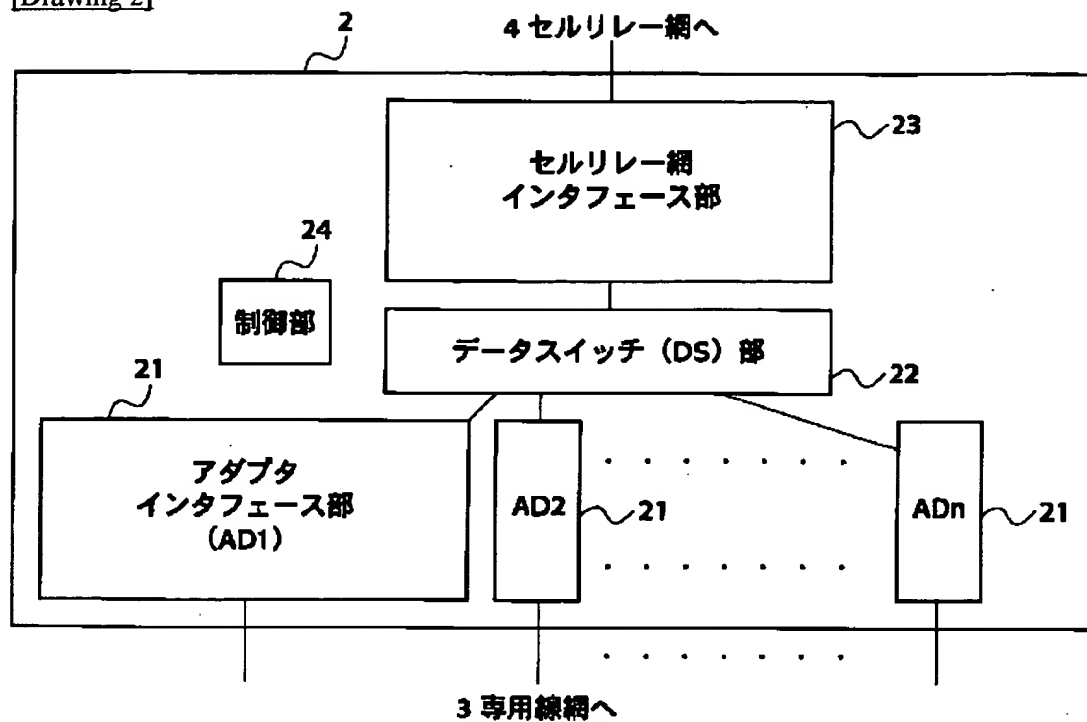 [Drawing 2]
2
4 セルリレー網へ
23
セルリレー網
インタフェース部
24
制御部
データスイッチ（DS）部
22
21
アダプタ
インタフェース部
（AD1）
AD2
21
ADn
21
3 専用線網へ